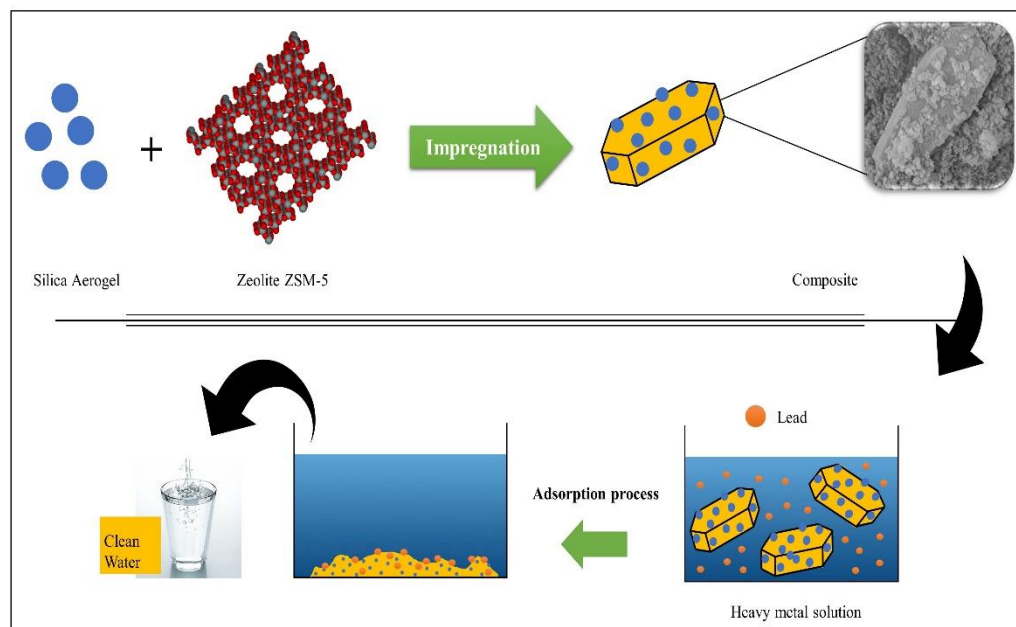 +
Impregnation
Silica Aerogel
Zeolite ZSM-5
Composite
Lead
Adsorption process
Clean
Water
Heavy metal solution